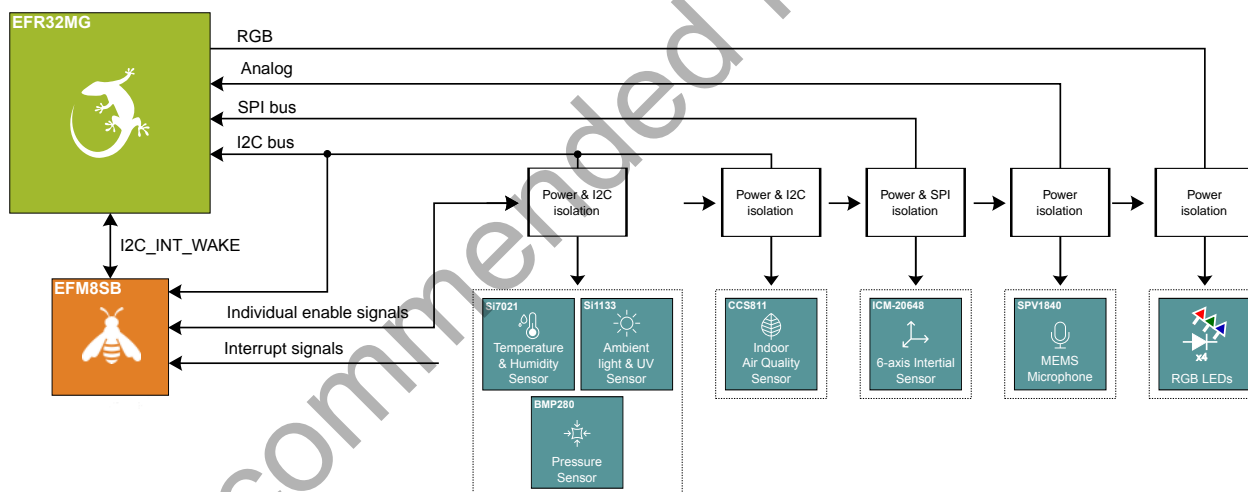 EFR32MG
RGB
Analog
SPI bus
I2C bus
I2C_INT_WAKE
EFM8SB
Individual enable signals
Interrupt signals
Power & I2C
isolation
Power & I2C
isolation
Power & SPI
isolation
Power
isolation
Power
isolation
Si7021
Temperature
& Humidity
Sensor
Si1133
Ambient
light & UV
Sensor
BMP280
Pressure
Sensor
CCS811
Indoor
Air Quality
Sensor
ICM-20648
6-axis Intertial
Sensor
SPV1840
MEMS
Microphone
x4
RGB LEDs
commended